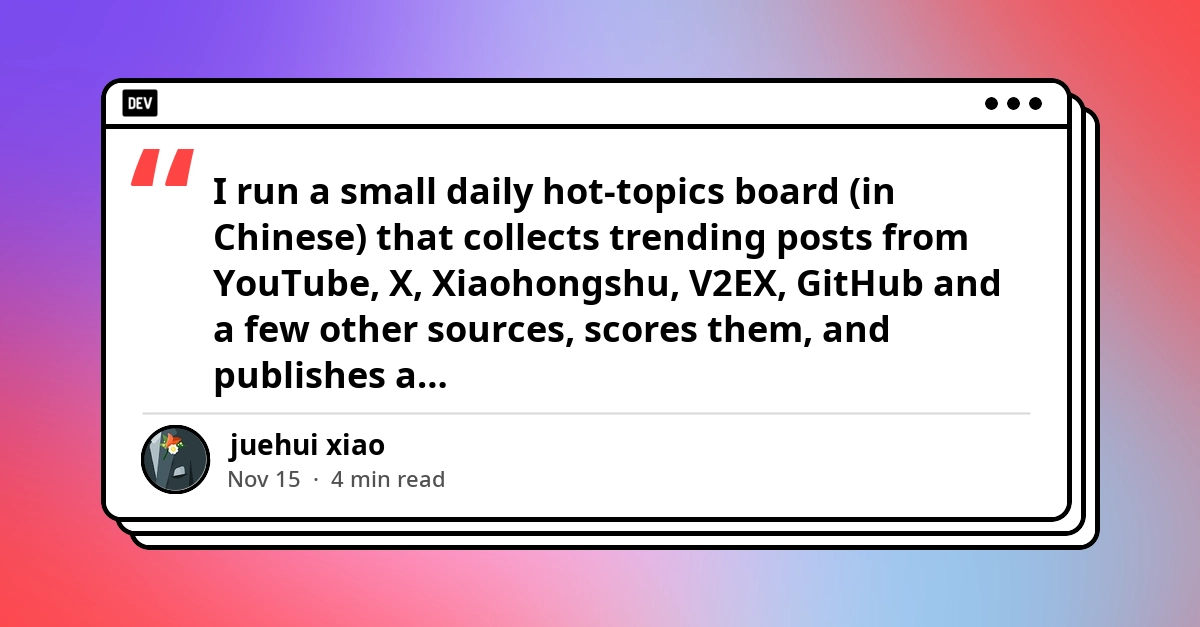 DEV
“
I run a small daily hot-topics board (in
Chinese) that collects trending posts from
YouTube, X, Xiaohongshu, V2EX, GitHub and
a few other sources, scores them, and
publishes a...
juehui xiao
Nov 15 · 4 min read